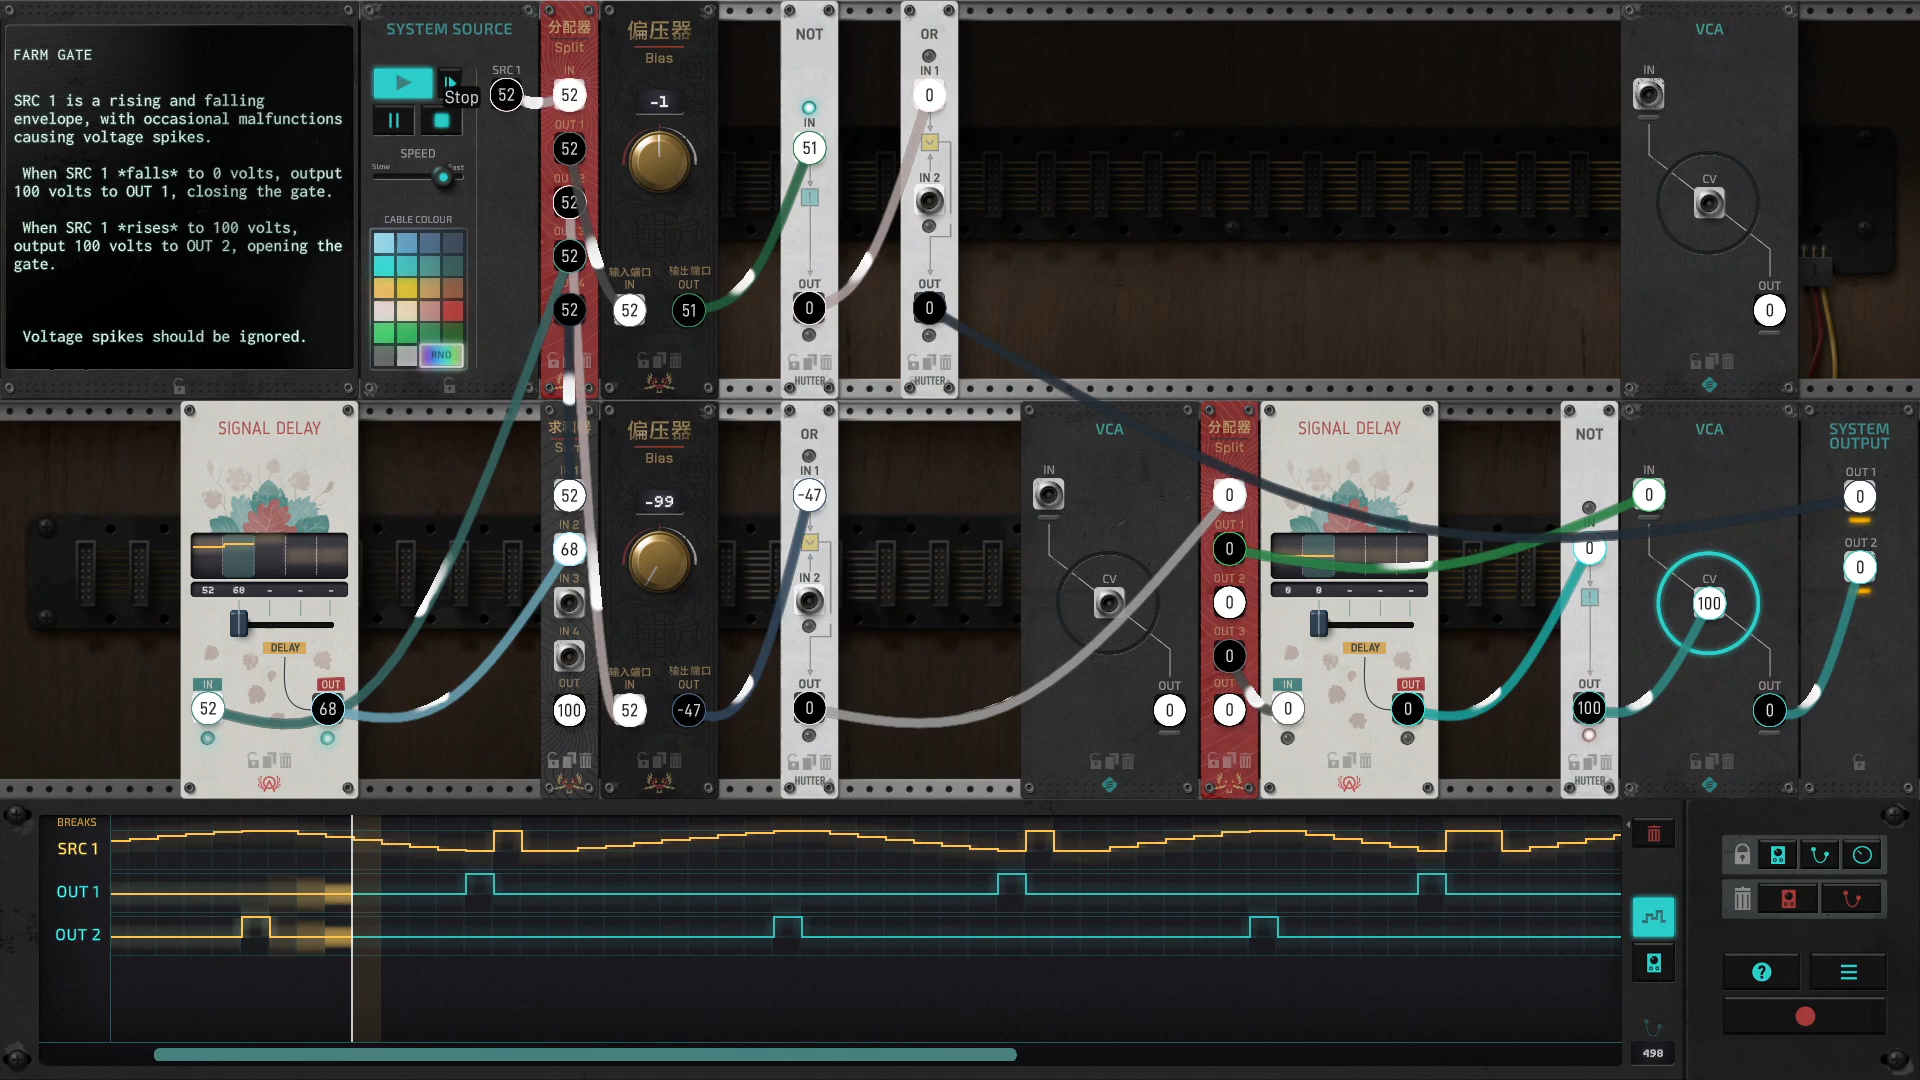 FARM GATE
SRC 1 is a rising and falling
envelope, with occasional malfunctions
causing voltage spikes.
When SRC 1 *falls* to 0 volts, output
100 volts to OUT 1, closing the gate.
When SRC 1 *rises* to 100 volts,
output 100 volts to OUT 2, opening the
gate.
Voltage spikes should be ignored.
SYSTEM SOURCE
Stop
SRC 1
52
SPEED
Slow
Fast
CABLE COLOUR
RND
分配器
Split
IN
52
OUT 1
52
52
52
52
偏压器
Bias
-1
输入端口
IN
52
输出端口
OUT
51
NOT
IN
51
OUT
0
HUTTER
OR
IN 1
0
IN 2
OUT
0
HUTTER
VCA
IN
CV
OUT
0
SIGNAL DELAY
52 68 - - -
DELAY
IN
52
OUT
68
52
IN 2
68
IN 3
IN 4
OUT
100
偏压器
Bias
-99
输入端口
IN
52
输出端口
OUT
-47
OR
IN 1
-47
IN 2
OUT
0
HUTTER
VCA
IN
CV
OUT
0
分配器
Split
0
OUT 1
0
OUT 2
0
OUT 3
0
OUT
0
SIGNAL DELAY
0 0 - - -
DELAY
IN
0
OUT
0
NOT
IN
0
OUT
100
HUTTER
VCA
IN
0
CV
100
OUT
0
SYSTEM
OUTPUT
OUT 1
0
OUT 2
0
BREAKS
SRC 1
OUT 1
OUT 2
498